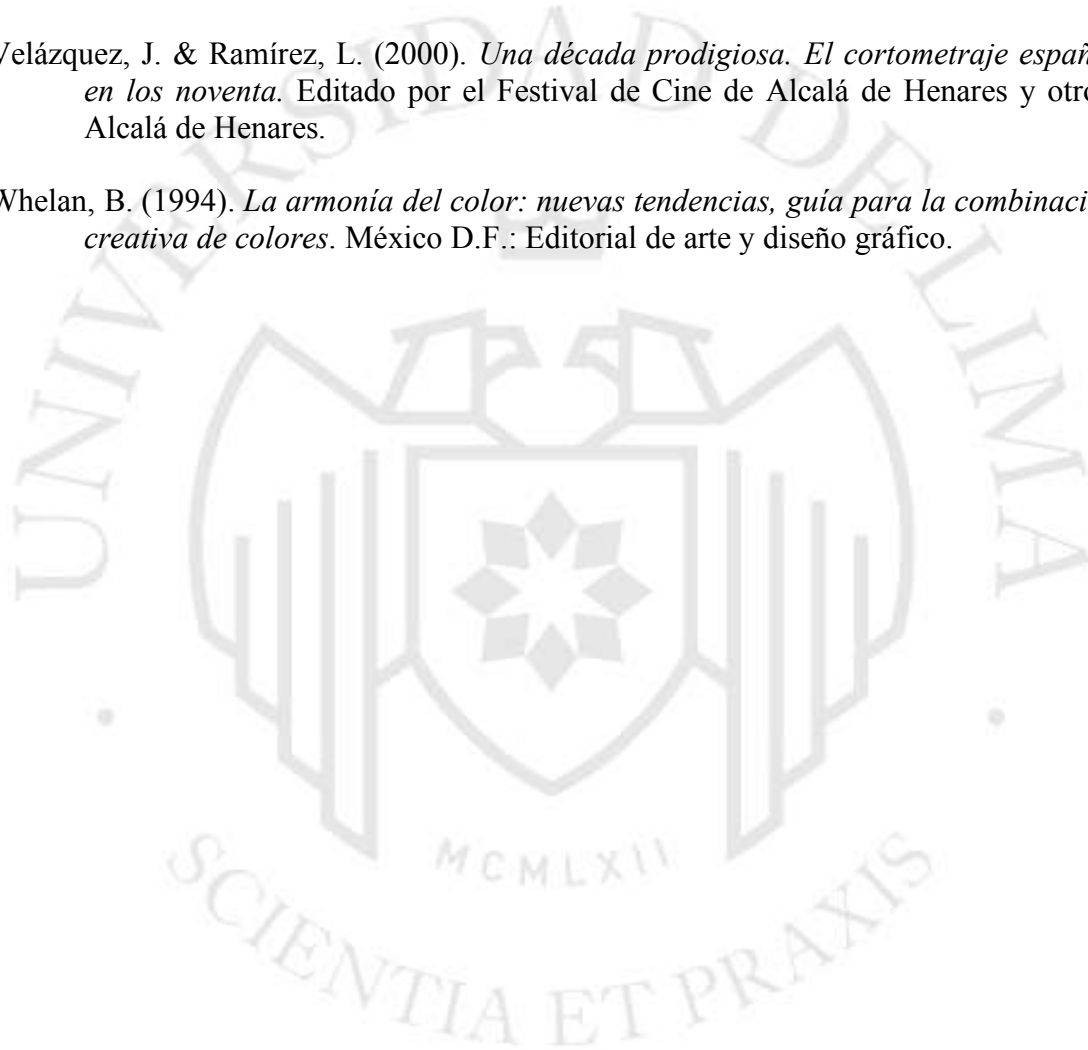 Velázquez, J. & Ramírez, L. (2000). Una década prodigiosa. El cortometraje españ
en los noventa. Editado por el Festival de Cine de Alcalá de Henares y otro
Alcalá de Henares.
Whelan, B. (1994). La armonía del color: nuevas tendencias, guía para la combinaci
creativa de colores. México D.F.: Editorial de arte y diseño gráfico.
UNIVERSIDAD DE LIMA
MCMLXII
SCIENTIA ET PRAXIS